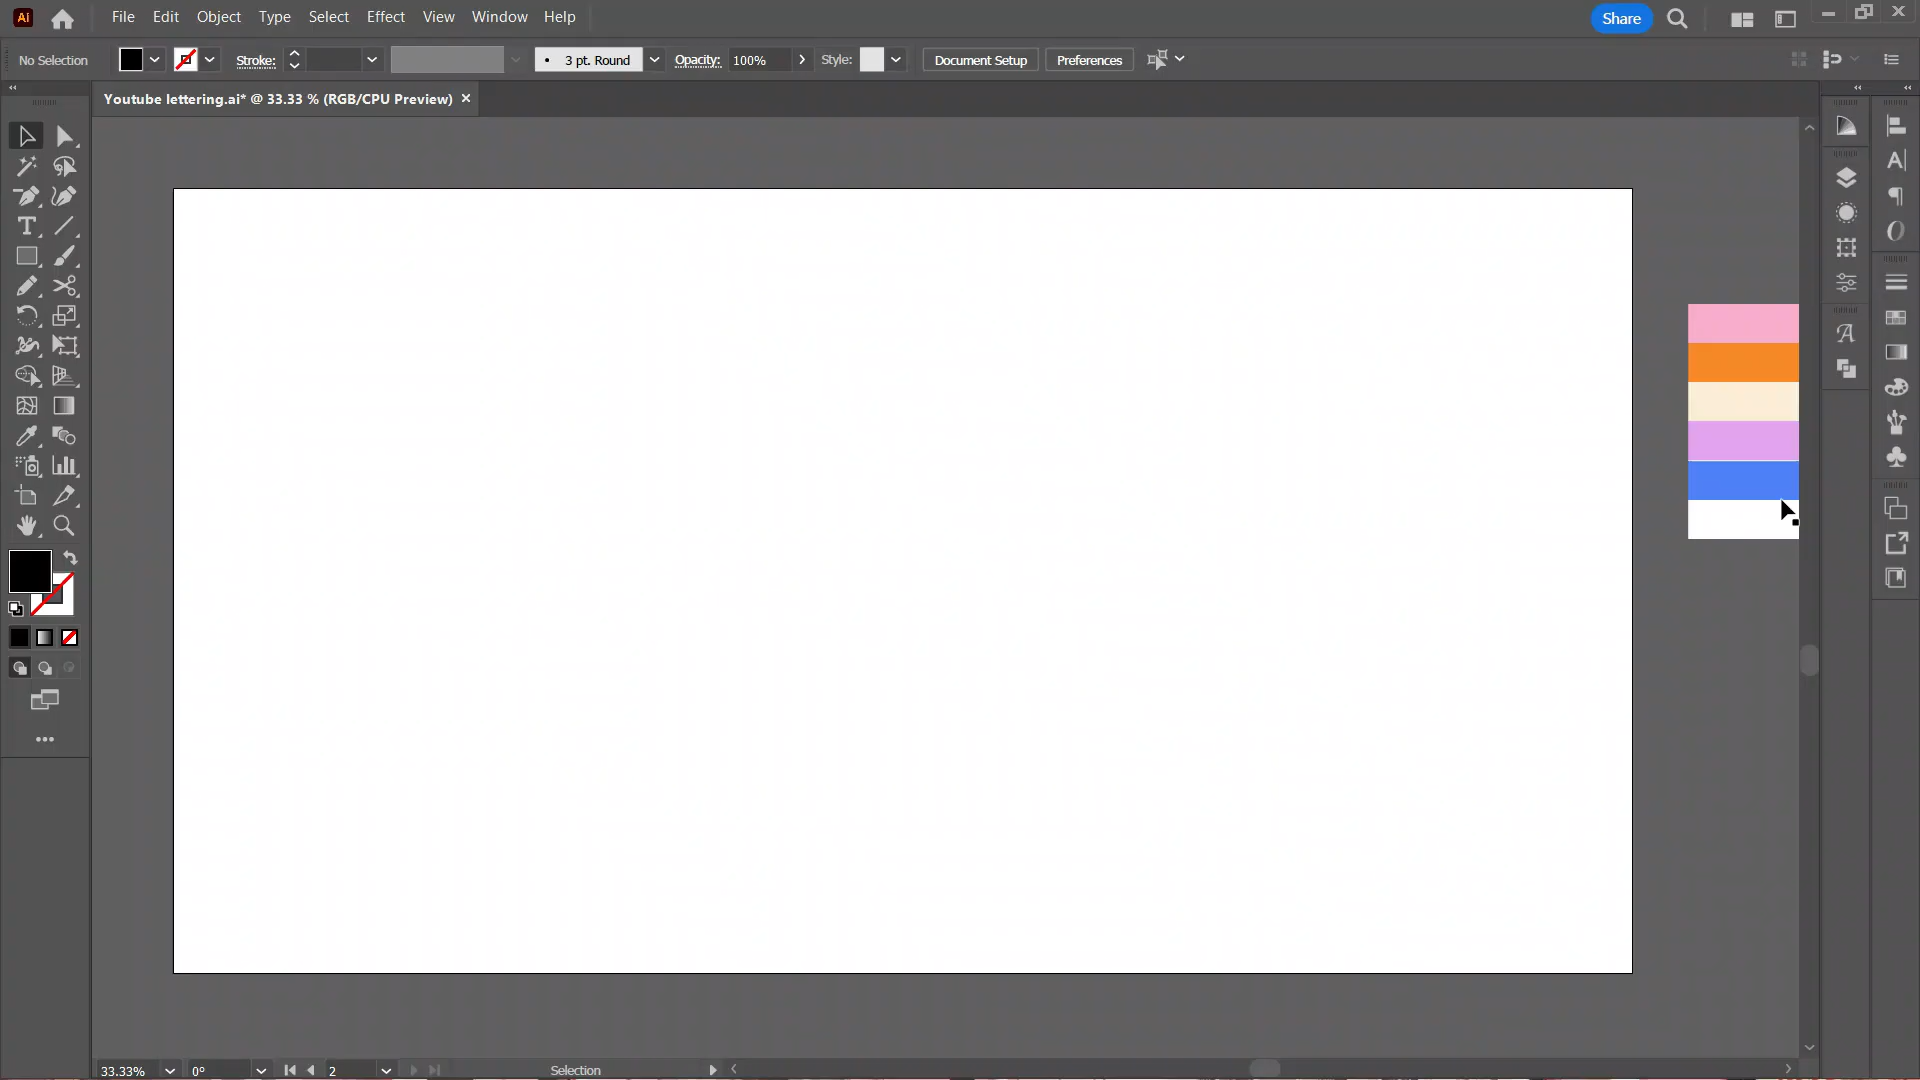 Ai File Edit Object Type Select Effect View Window Help Share
No Selection Stroke: 3 pt. Round Opacity: 100% Style: Document Setup Preferences
Youtube lettering.ai* @ 33.33 % (RGB/CPU Preview)
33.33% 0° 2 Selection